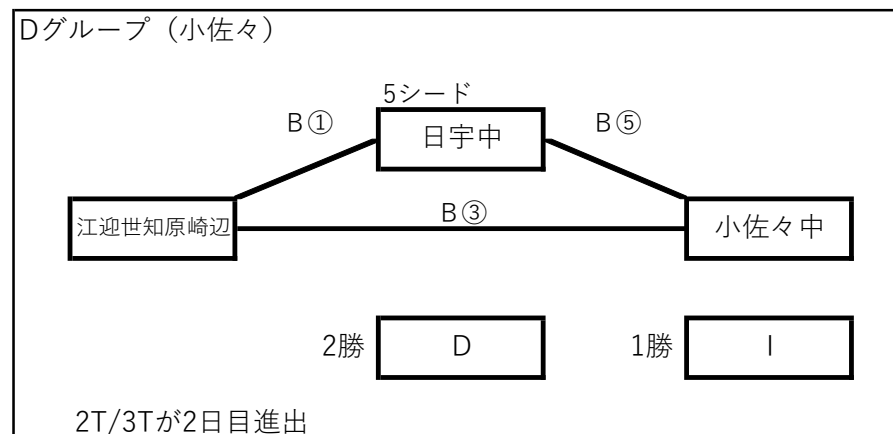 Dグループ（小佐々）
5シード
B① 日宇中 B⑤
江迎世知原崎辺 B③ 小佐々中
2勝 D 1勝 I
2T/3Tが2日目進出